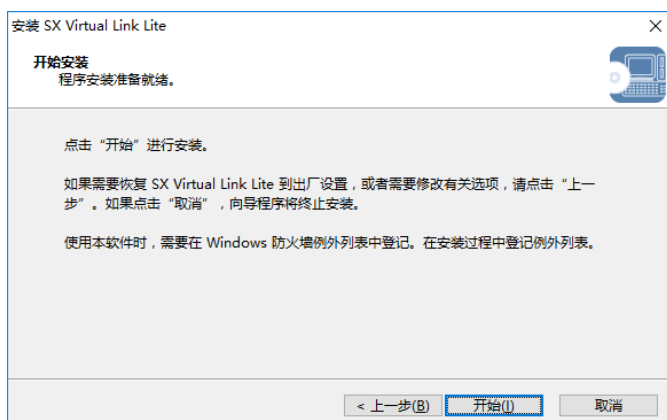 安装 SX Virtual Link Lite
开始安装
程序安装准备就绪。
点击“开始”进行安装。
如果需要恢复 SX Virtual Link Lite 到出厂设置，或者需要修改有关选项，请点击“上一
步”。如果点击“取消”，向导程序将终止安装。
使用本软件时，需要在 Windows 防火墙例外列表中登记。在安装过程中登记例外列表。
< 上一步(B) 开始(I) 取消